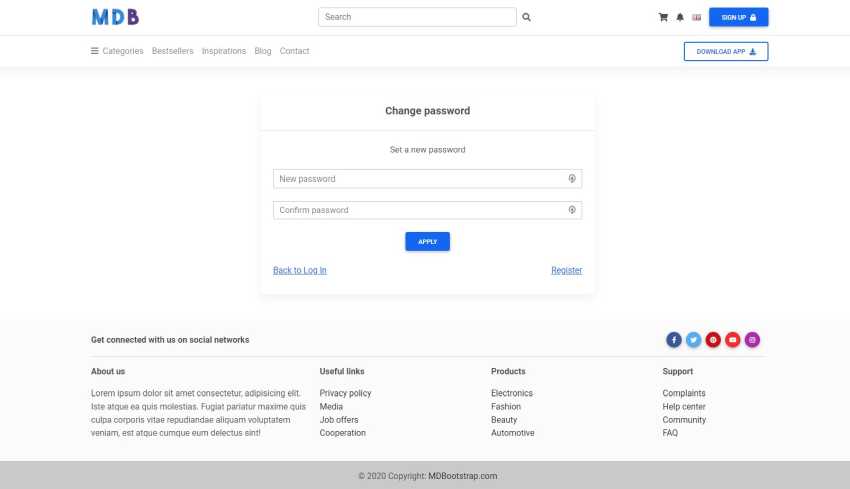 MDB
Search
SIGN UP
Categories Bestsellers Inspirations Blog Contact
DOWNLOAD APP
Change password
Set a new password
New password
Confirm password
APPLY
Back to Log In Register
Get connected with us on social networks
About us
Lorem ipsum dolor sit amet consectetur, adipisicing elit.
Iste atque ea quis molestias. Fugiat pariatur maxime quis
culpa corporis vitae repudiandae aliquam voluptatem
veniam, est atque cumque eum delectus sint!
Useful links
Privacy policy
Media
Job offers
Cooperation
Products
Electronics
Fashion
Beauty
Automotive
Support
Complaints
Help center
Community
FAQ
© 2020 Copyright: MDBootstrap.com